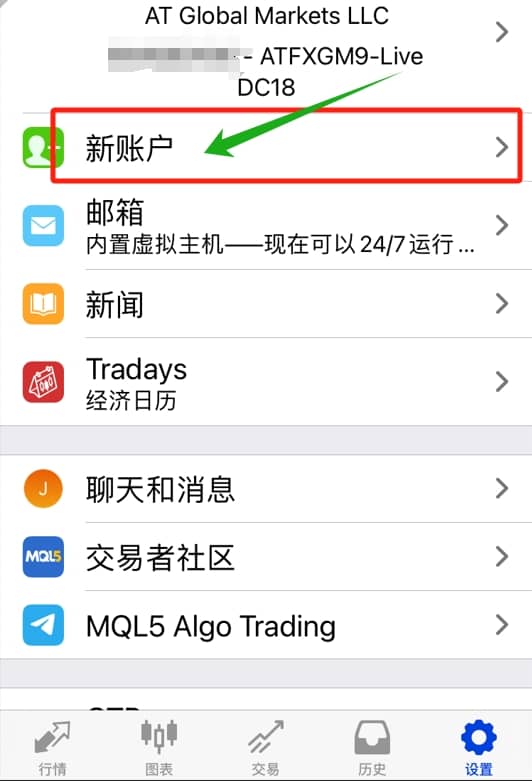 AT Global Markets LLC
- ATFXGM9-Live
DC18
新账户
邮箱
内置虚拟主机——现在可以 24/7 运行 ...
新闻
Tradays
经济日历
J
聊天和消息
MQL5
交易者社区
MQL5 Algo Trading
行情
图表
交易
历史
设置